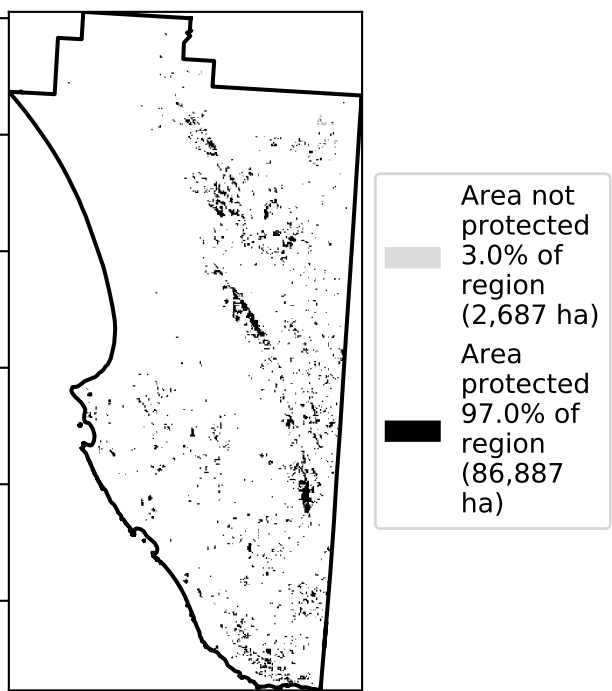 Area not
protected
3.0% of
region
(2,687 ha)
Area
protected
97.0% of
region
(86,887
ha)